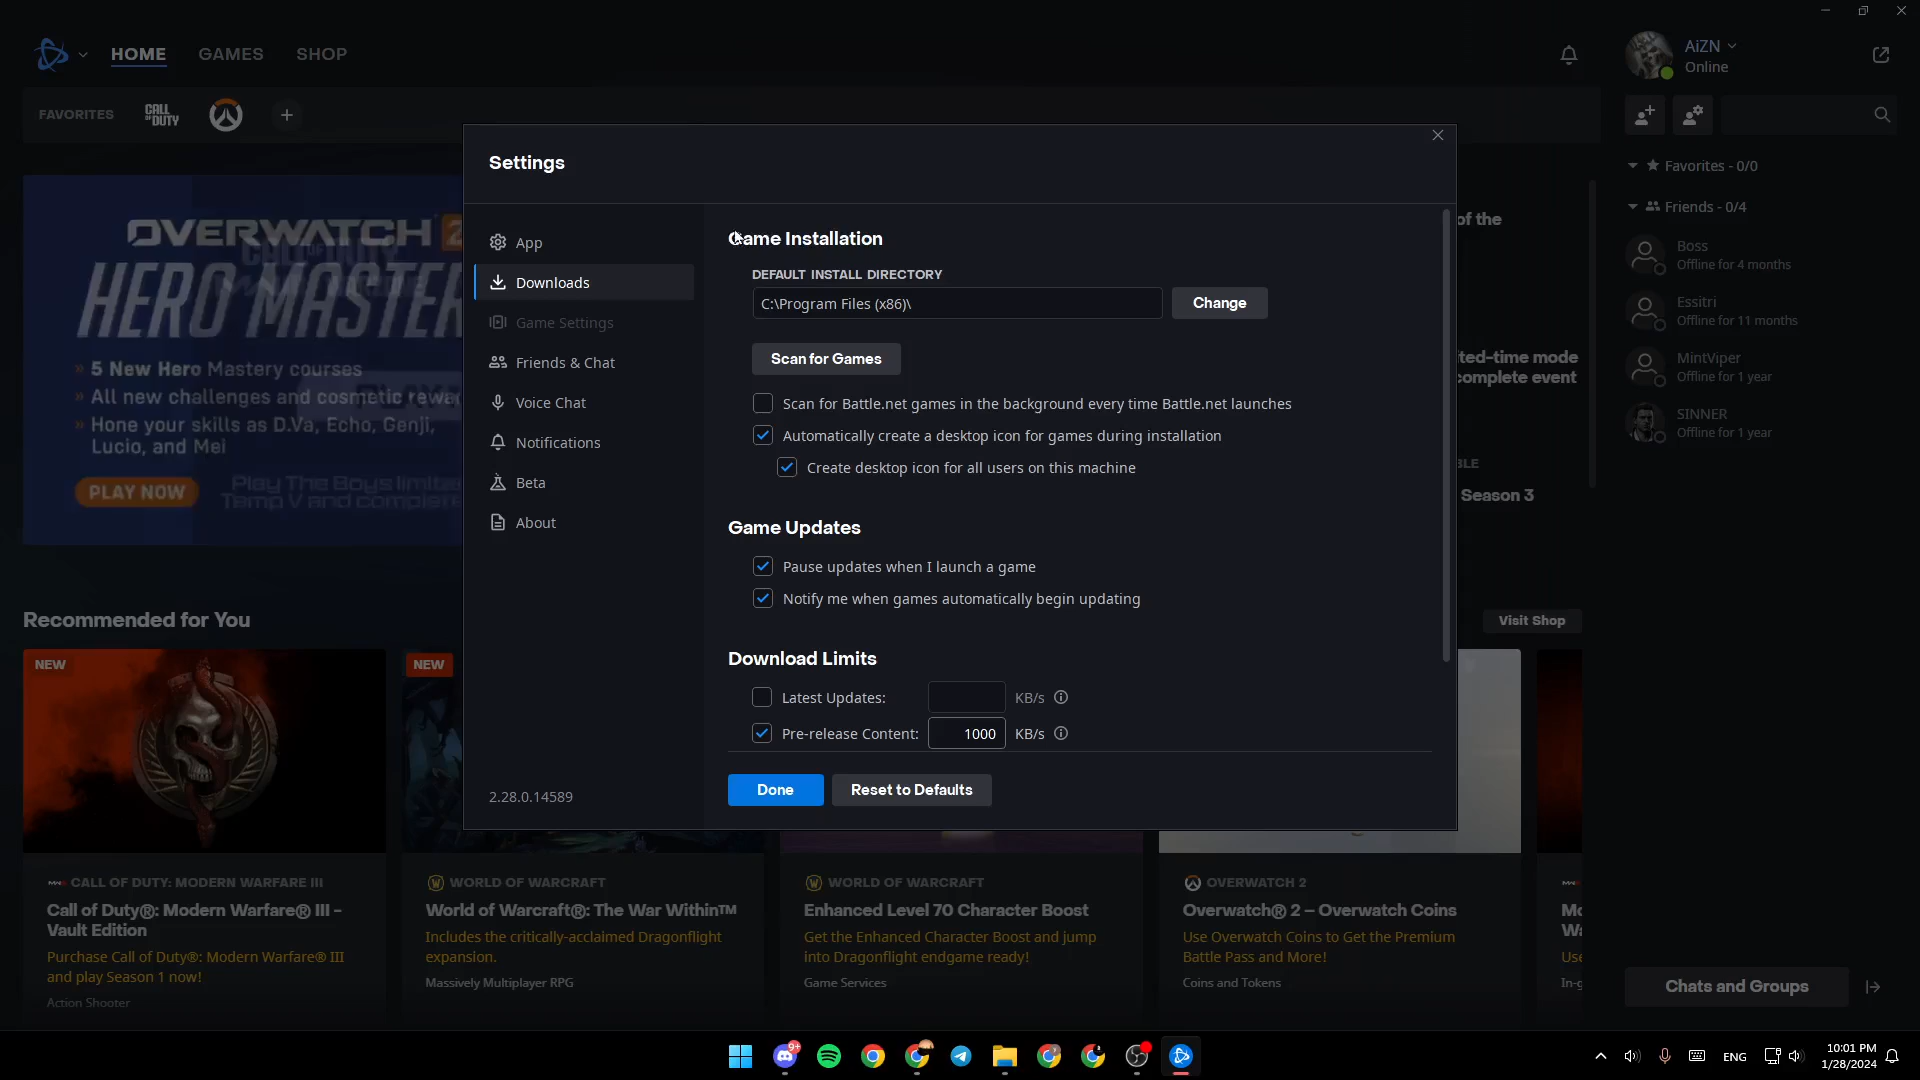 HOME GAMES SHOP
AiZN
Online
FAVORITES
CALL OF DUTY
Settings
App
Downloads
Game Settings
Friends & Chat
Voice Chat
Notifications
Beta
About
2.28.0.14589
Game Installation
DEFAULT INSTALL DIRECTORY
C:\Program Files (x86)\
Change
Scan for Games
Scan for Battle.net games in the background every time Battle.net launches
Automatically create a desktop icon for games during installation
Create desktop icon for all users on this machine
Game Updates
Pause updates when I launch a game
Notify me when games automatically begin updating
Download Limits
Latest Updates: KB/s
Pre-release Content: 1000 KB/s
Done
Reset to Defaults
OVERWATCH 2
HERO MASTER
» 5 New Hero Mastery courses
» All new challenges and cosmetic rewa
» Hone your skills as D.Va, Echo, Genji,
Lucio, and Mei
PLAY NOW
Play The Boys limite
Temp V and complete
of the
ted-time mode
complete event
BLE
Season 3
Favorites - 0/0
Friends - 0/4
Boss
Offline for 4 months
Essitri
Offline for 11 months
MintViper
Offline for 1 year
SINNER
Offline for 1 year
Recommended for You
Visit Shop
NEW
NEW
CALL OF DUTY: MODERN WARFARE III
Call of Duty®: Modern Warfare® III –
Vault Edition
Purchase Call of Duty®: Modern Warfare® III
and play Season 1 now!
Action Shooter
WORLD OF WARCRAFT
World of Warcraft®: The War Within™
Includes the critically-acclaimed Dragonflight
expansion.
Massively Multiplayer RPG
WORLD OF WARCRAFT
Enhanced Level 70 Character Boost
Get the Enhanced Character Boost and jump
into Dragonflight endgame ready!
Game Services
OVERWATCH 2
Overwatch® 2 – Overwatch Coins
Use Overwatch Coins to Get the Premium
Battle Pass and More!
Coins and Tokens
Mo
Wa
Use
In-g
Chats and Groups
9+
ENG
10:01 PM
1/28/2024